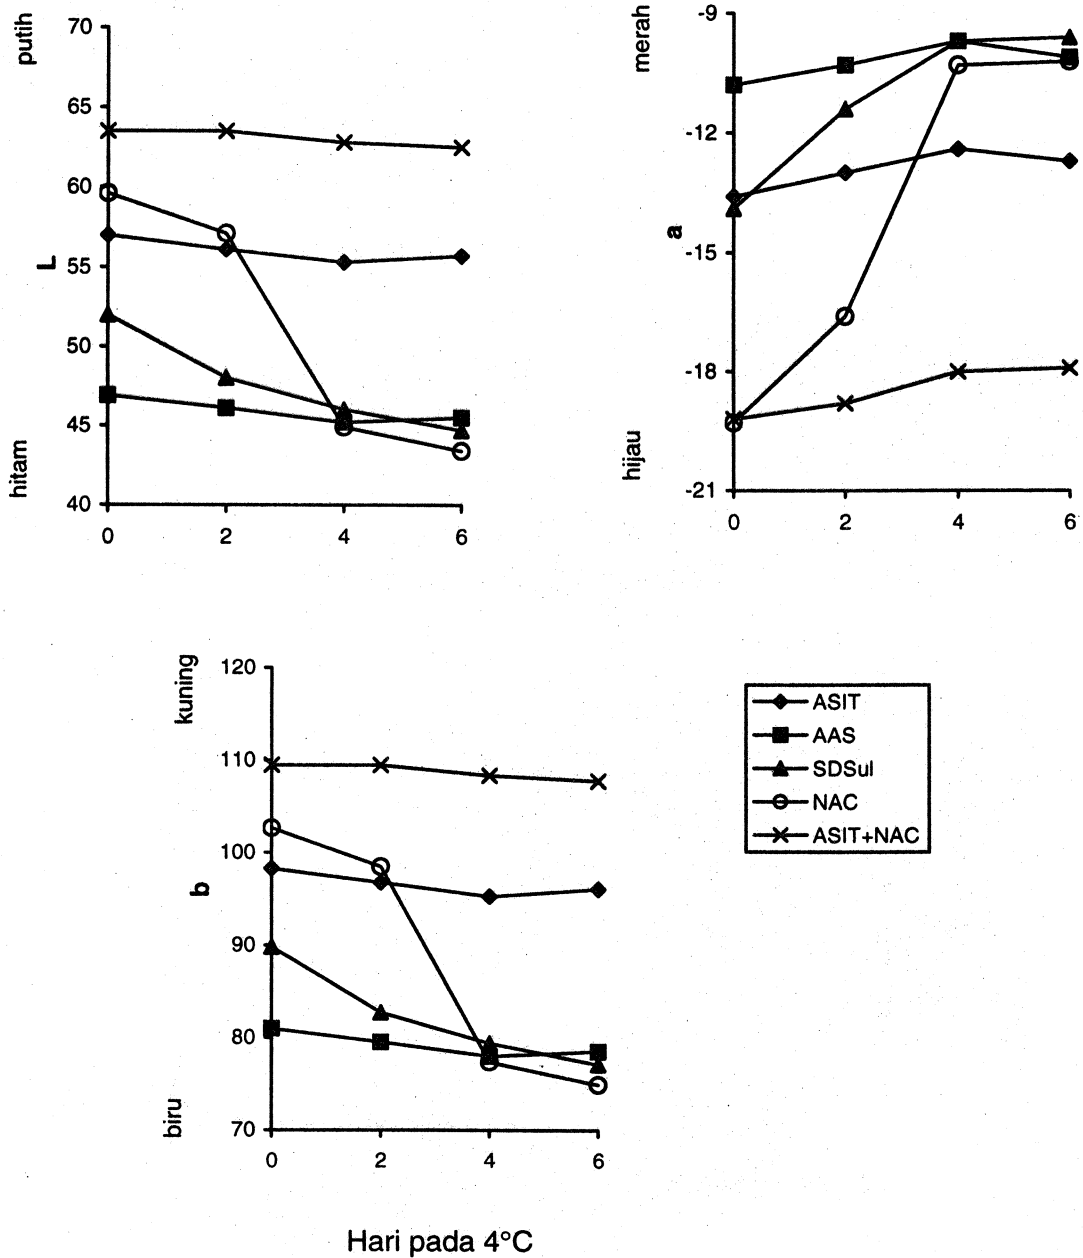 putih
70
65
60
55
50
45
40
L
hitam
0 2 4 6
merah
-9
-12
-15
-18
-21
a
hijau
0 2 4 6
kuning
120
110
100
90
80
70
b
biru
0 2 4 6
ASIT
AAS
SDSul
NAC
ASIT+NAC
Hari pada 4°C